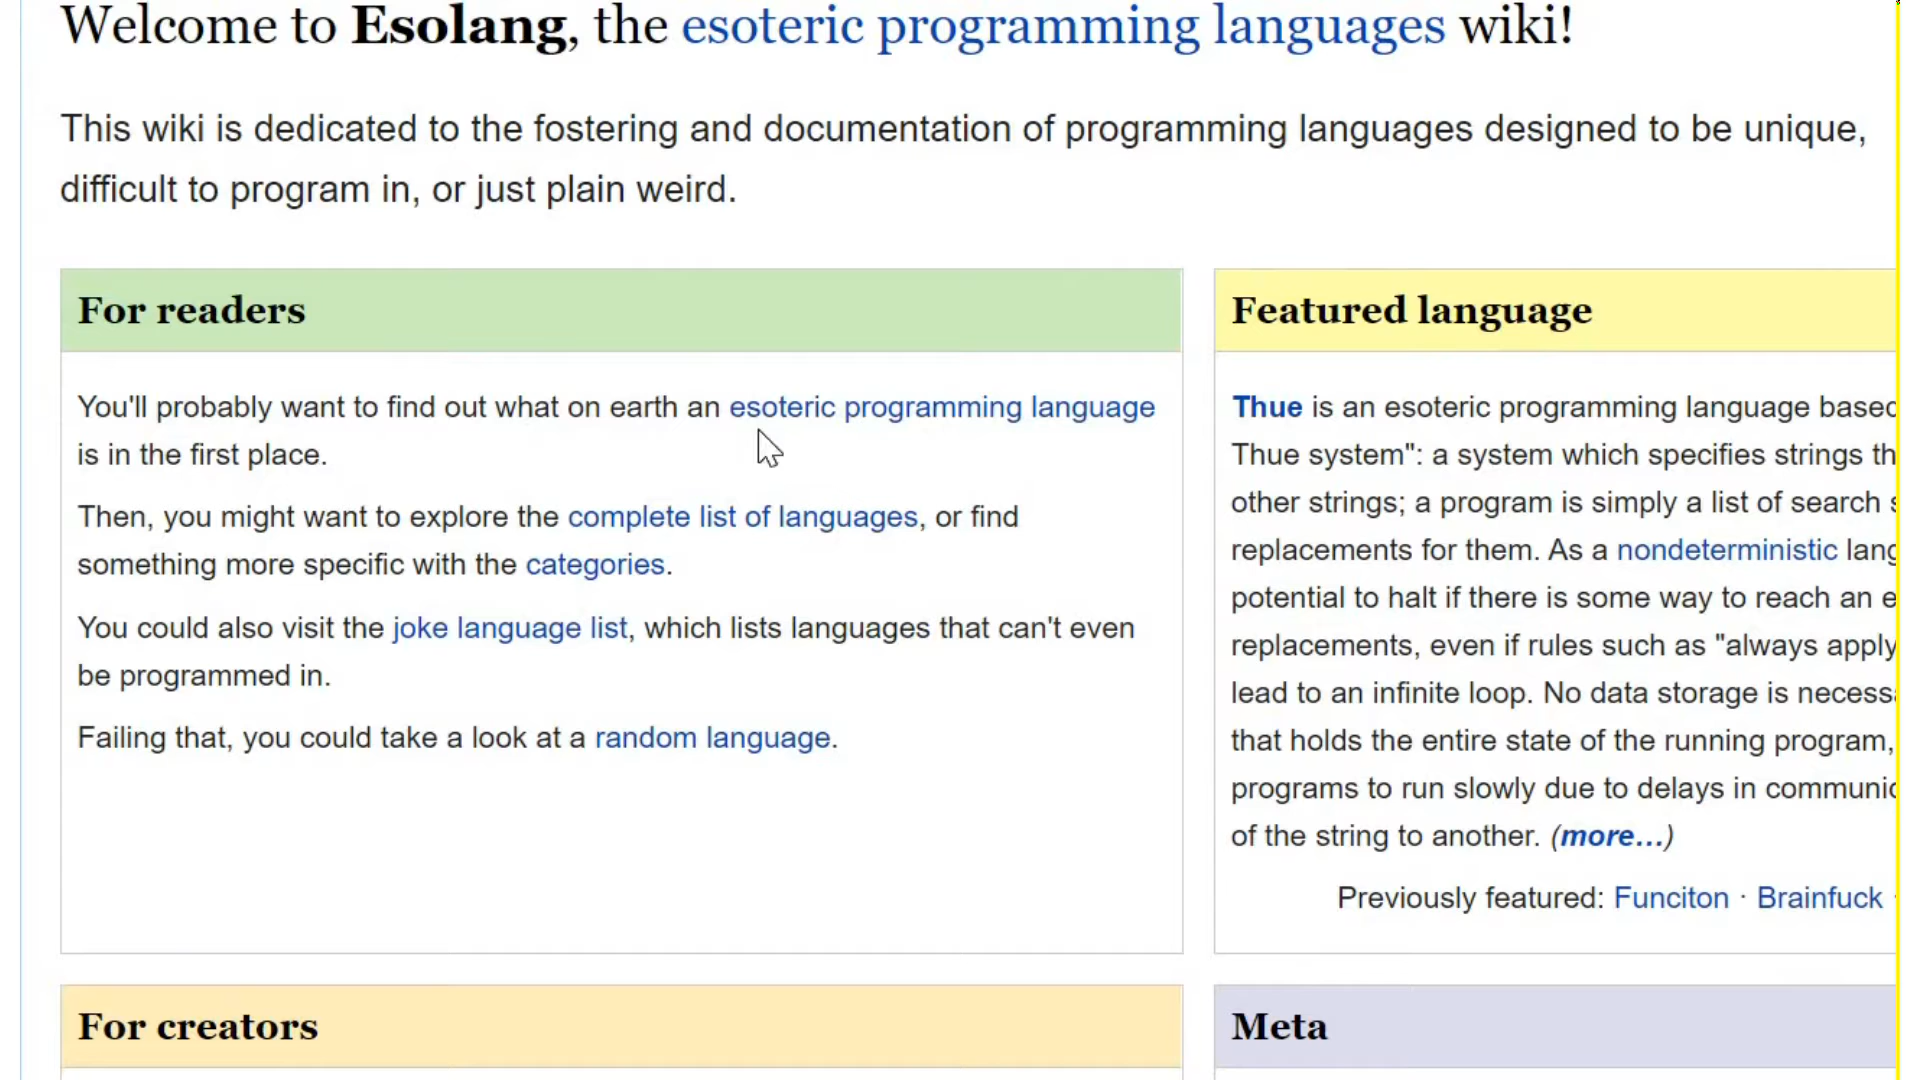 Welcome to Esolang, the esoteric programming languages wiki!
This wiki is dedicated to the fostering and documentation of programming languages designed to be unique,
difficult to program in, or just plain weird.
For readers
You'll probably want to find out what on earth an esoteric programming language
is in the first place.
Then, you might want to explore the complete list of languages, or find
something more specific with the categories.
You could also visit the joke language list, which lists languages that can't even
be programmed in.
Failing that, you could take a look at a random language.
Featured language
Thue is an esoteric programming language based
Thue system": a system which specifies strings th
other strings; a program is simply a list of search
replacements for them. As a nondeterministic lang
potential to halt if there is some way to reach an e
replacements, even if rules such as "always apply
lead to an infinite loop. No data storage is necess
that holds the entire state of the running program,
programs to run slowly due to delays in communic
of the string to another. (more…)
Previously featured: Funciton · Brainfuck ·
For creators
Meta